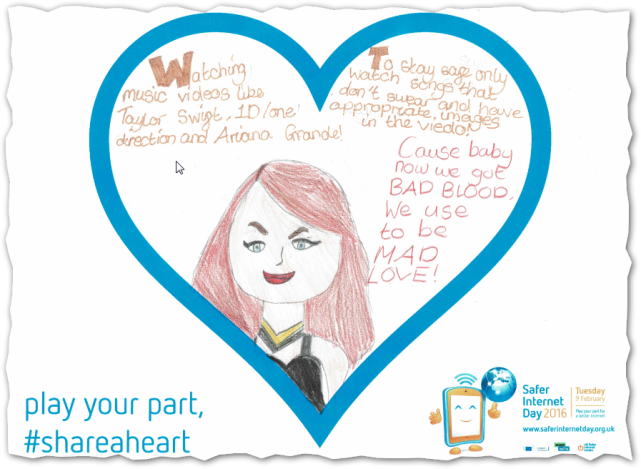 Watching
music videos like
Taylor Swift, 1D/one
direction and Ariana Grande!
To stay safe only
watch songs that
don't swear and have
appropriate images
in the viedo!
Cause baby
now we got
BAD BLOOD,
We use
to be
MAD
LOVE!
play your part,
#shareaheart
Safer
Internet
Day 2016
Tuesday
9 February
Play your part for
a better internet
www.saferinternetday.org.uk